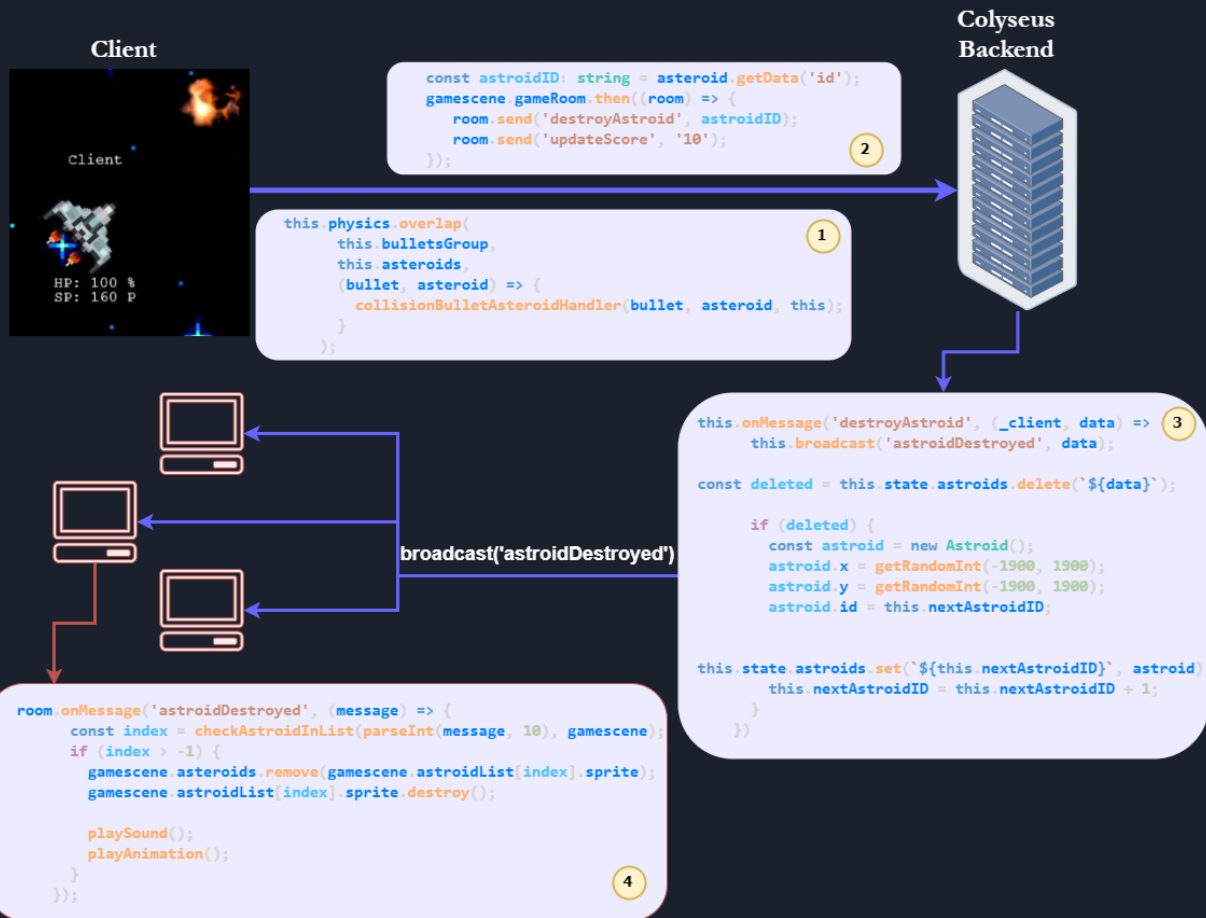 Client
Colyseus
Backend
Client
HP: 100 %
SP: 160 P
const astroidID: string = asteroid.getData('id');
gamescene.gameRoom.then((room) => {
room.send('destroyAstroid', astroidID);
room.send('updateScore', '10');
});
2
this.physics.overlap(
this.bulletsGroup,
this.asteroids,
(bullet, asteroid) => {
collisionBulletAsteroidHandler(bullet, asteroid, this);
}
);
1
this.onMessage('destroyAstroid', (_client, data) =>
this.broadcast('astroidDestroyed', data);
const deleted = this.state.astroids.delete(`${data}`);
if (deleted) {
const astroid = new Astroid();
astroid.x = getRandomInt(-1900, 1900);
astroid.y = getRandomInt(-1900, 1900);
astroid.id = this.nextAstroidID;
this.state.astroids.set(`${this.nextAstroidID}`, astroid)
this.nextAstroidID = this.nextAstroidID + 1;
}
})
3
broadcast('astroidDestroyed')
room.onMessage('astroidDestroyed', (message) => {
const index = checkAstroidInList(parseInt(message, 10), gamescene);
if (index > -1) {
gamescene.asteroids.remove(gamescene.astroidList[index].sprite);
gamescene.astroidList[index].sprite.destroy();
playSound();
playAnimation();
}
});
4